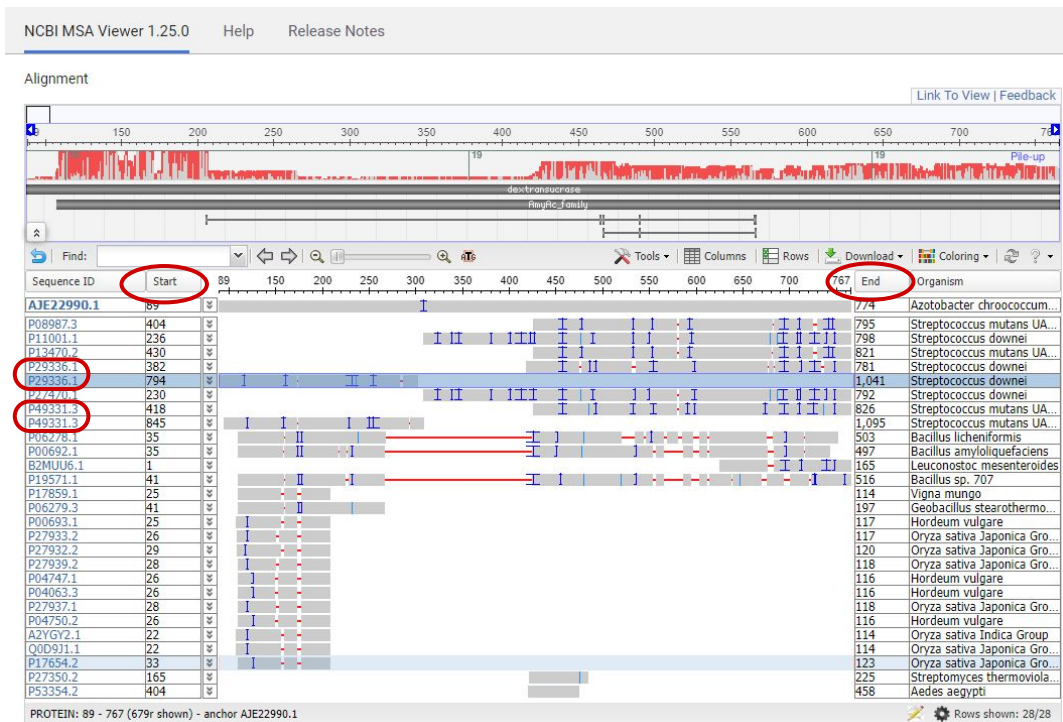 NCBI MSA Viewer 1.25.0 Help Release Notes
Alignment
Link To View | Feedback
150 200 250 300 350 400 450 500 550 600 650 700
19 19 Pile-up
dextransucrase
AmyAc_family
Find: Tools Columns Rows Download Coloring ?
Sequence ID Start 89 150 200 250 300 350 400 450 500 550 600 650 700 767 End Organism
AJE22990.1 89 774 Azotobacter chroococcum...
P08987.3 404 795 Streptococcus mutans UA...
P11001.1 236 798 Streptococcus downei
P13470.2 430 821 Streptococcus mutans UA...
P29336.1 382 781 Streptococcus downei
P29336.1 794 1,041 Streptococcus downei
P27470.1 230 792 Streptococcus downei
P49331.3 418 826 Streptococcus mutans UA...
P49331.3 845 1,095 Streptococcus mutans UA...
P06278.1 35 503 Bacillus licheniformis
P00692.1 35 497 Bacillus amyloliquefaciens
B2MUU6.1 1 165 Leuconostoc mesenteroides
P19571.1 41 516 Bacillus sp. 707
P17859.1 25 114 Vigna mungo
P06279.3 41 197 Geobacillus stearothermo...
P00693.1 25 117 Hordeum vulgare
P27933.2 26 117 Oryza sativa Japonica Gro...
P27932.2 29 120 Oryza sativa Japonica Gro...
P27939.2 28 118 Oryza sativa Japonica Gro...
P04747.1 26 116 Hordeum vulgare
P04063.3 26 116 Hordeum vulgare
P27937.1 28 118 Oryza sativa Japonica Gro...
P04750.2 26 116 Hordeum vulgare
A2YGY2.1 22 114 Oryza sativa Indica Group
Q0D9J1.1 22 114 Oryza sativa Japonica Gro...
P17654.2 33 123 Oryza sativa Japonica Gro...
P27350.2 165 225 Streptomyces thermoviola...
P53354.2 404 458 Aedes aegypti
PROTEIN: 89 - 767 (679r shown) - anchor AJE22990.1 Rows shown: 28/28